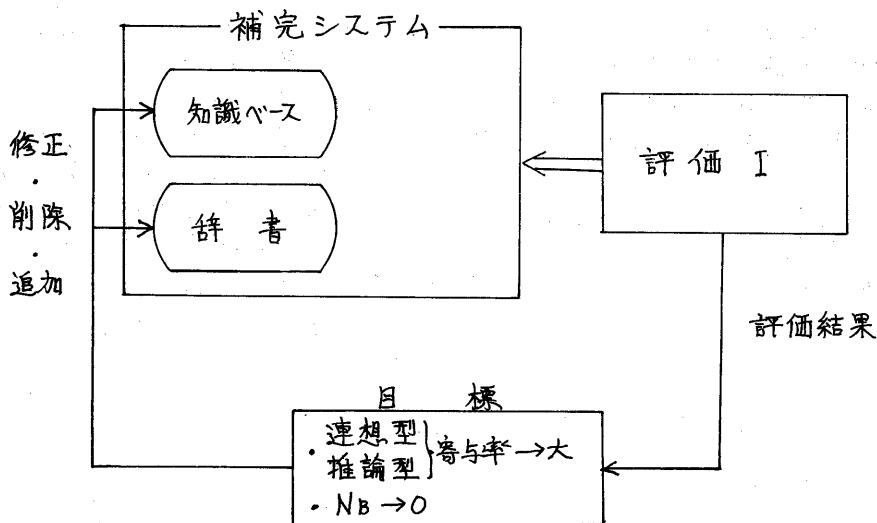 補完システム
知識ベース
辞書
修正
・
削除
・
追加
評価 I
評価結果
目標
・連想型
・推論型
}寄与率→大
・NB→0